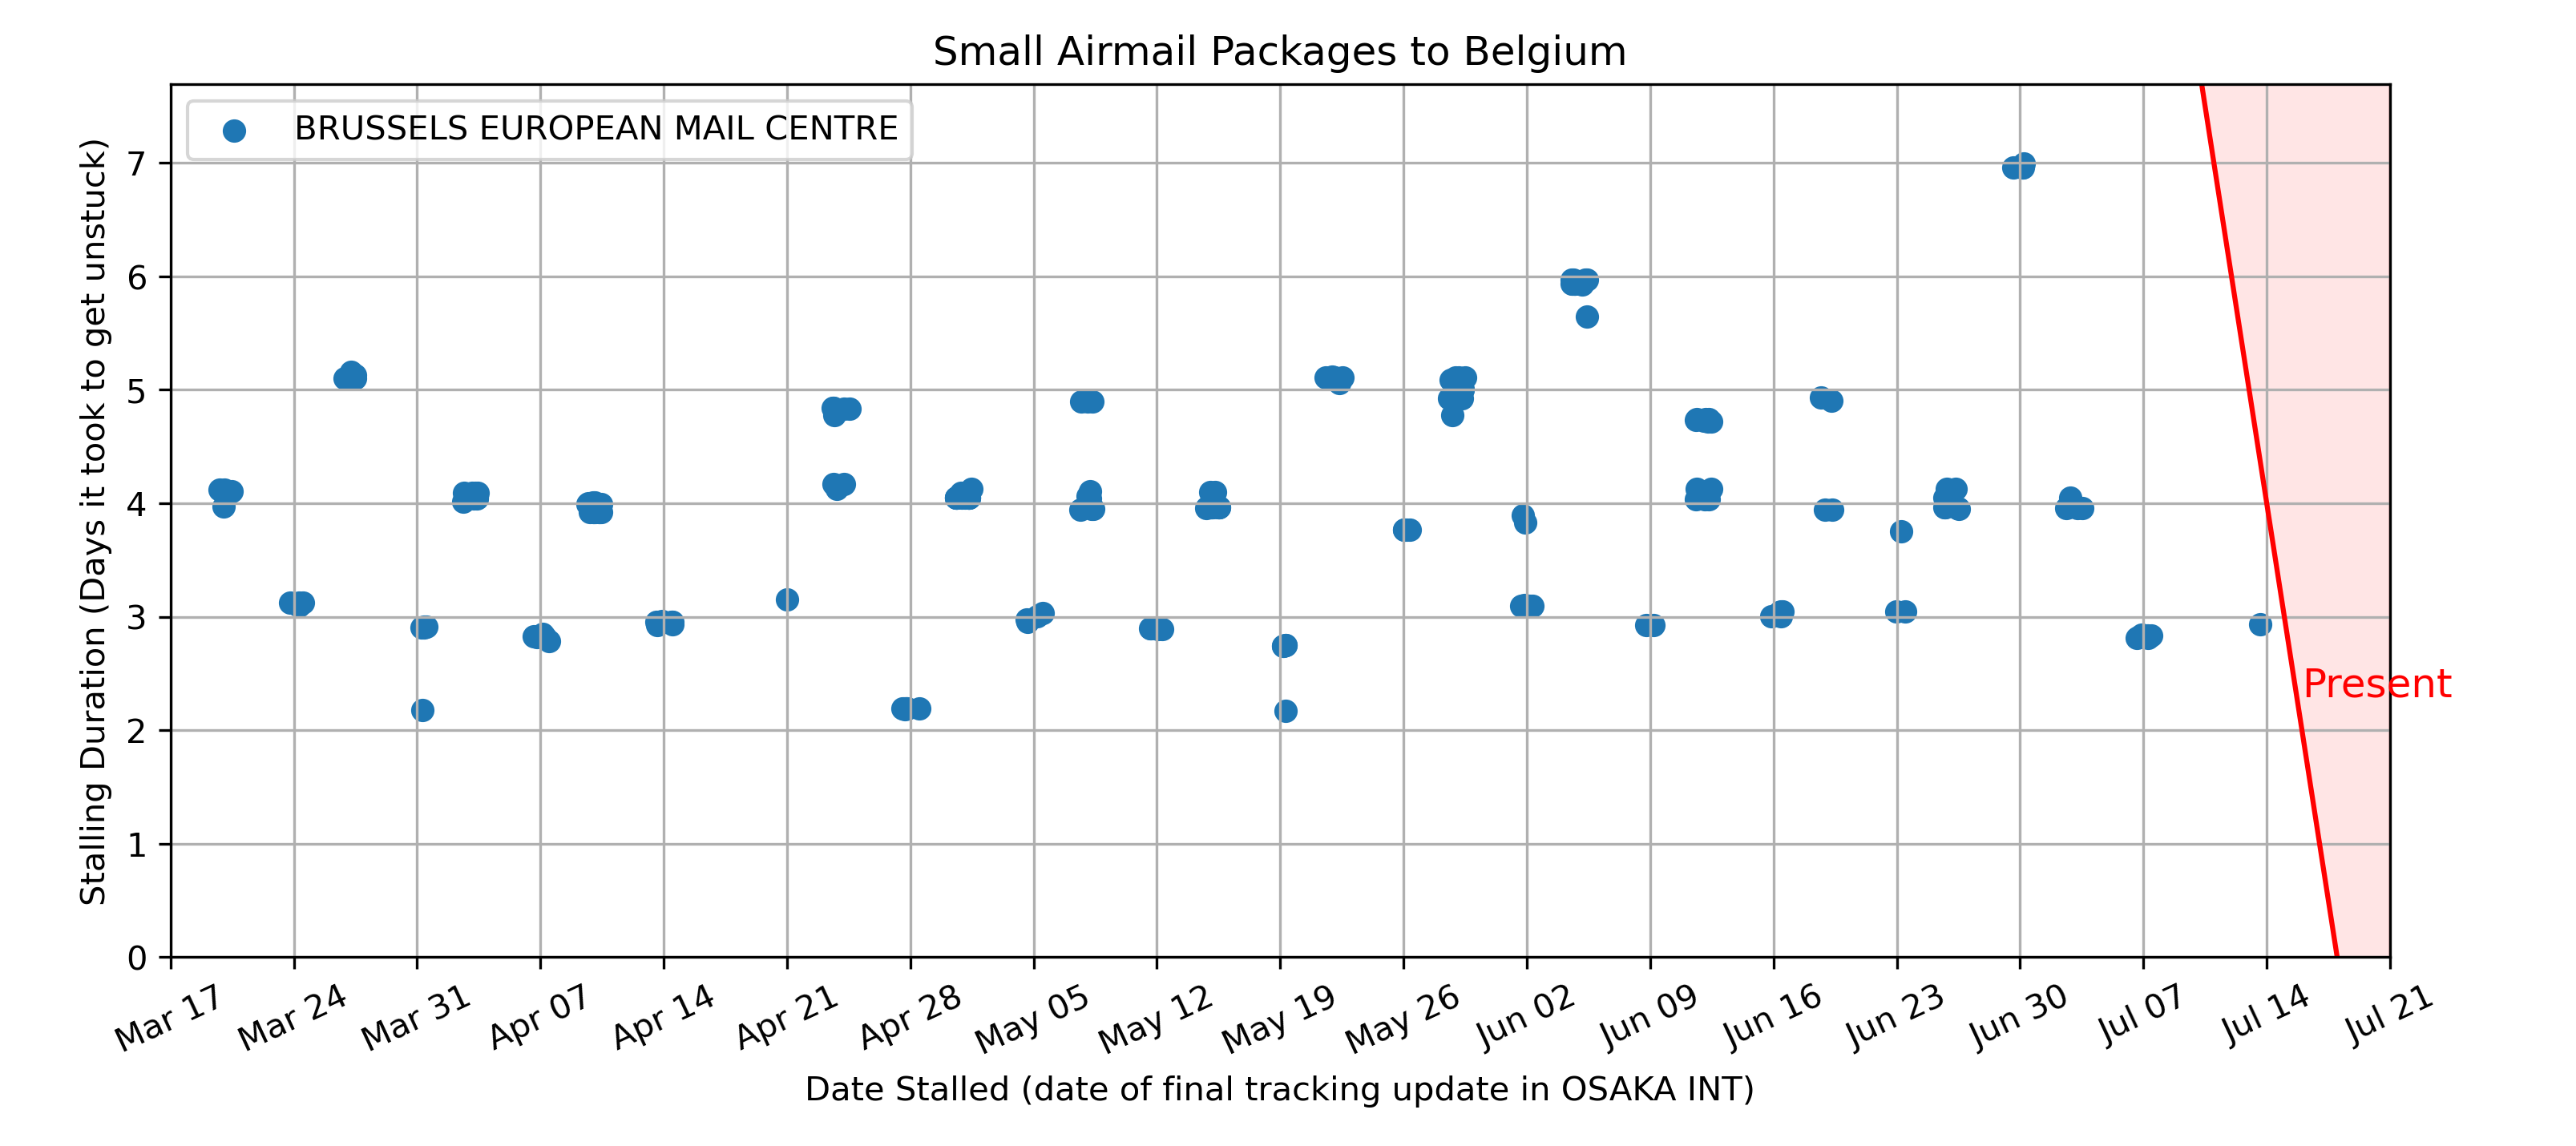 Small Airmail Packages to Belgium
BRUSSELS EUROPEAN MAIL CENTRE
Stalling Duration (Days it took to get unstuck)
7
6
5
4
3
2
1
0
Present
Mar 17
Mar 24
Mar 31
Apr 07
Apr 14
Apr 21
Apr 28
May 05
May 12
May 19
May 26
Jun 02
Jun 09
Jun 16
Jun 23
Jun 30
Jul 07
Jul 14
Jul 21
Date Stalled (date of final tracking update in OSAKA INT)